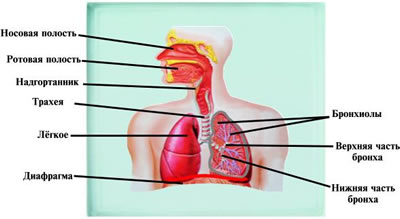 Носовая полость
Ротовая полость
Надгортанник
Трахея
Лёгкое
Диафрагма
Бронхиолы
Верхняя часть
бронха
Нижняя часть
бронха